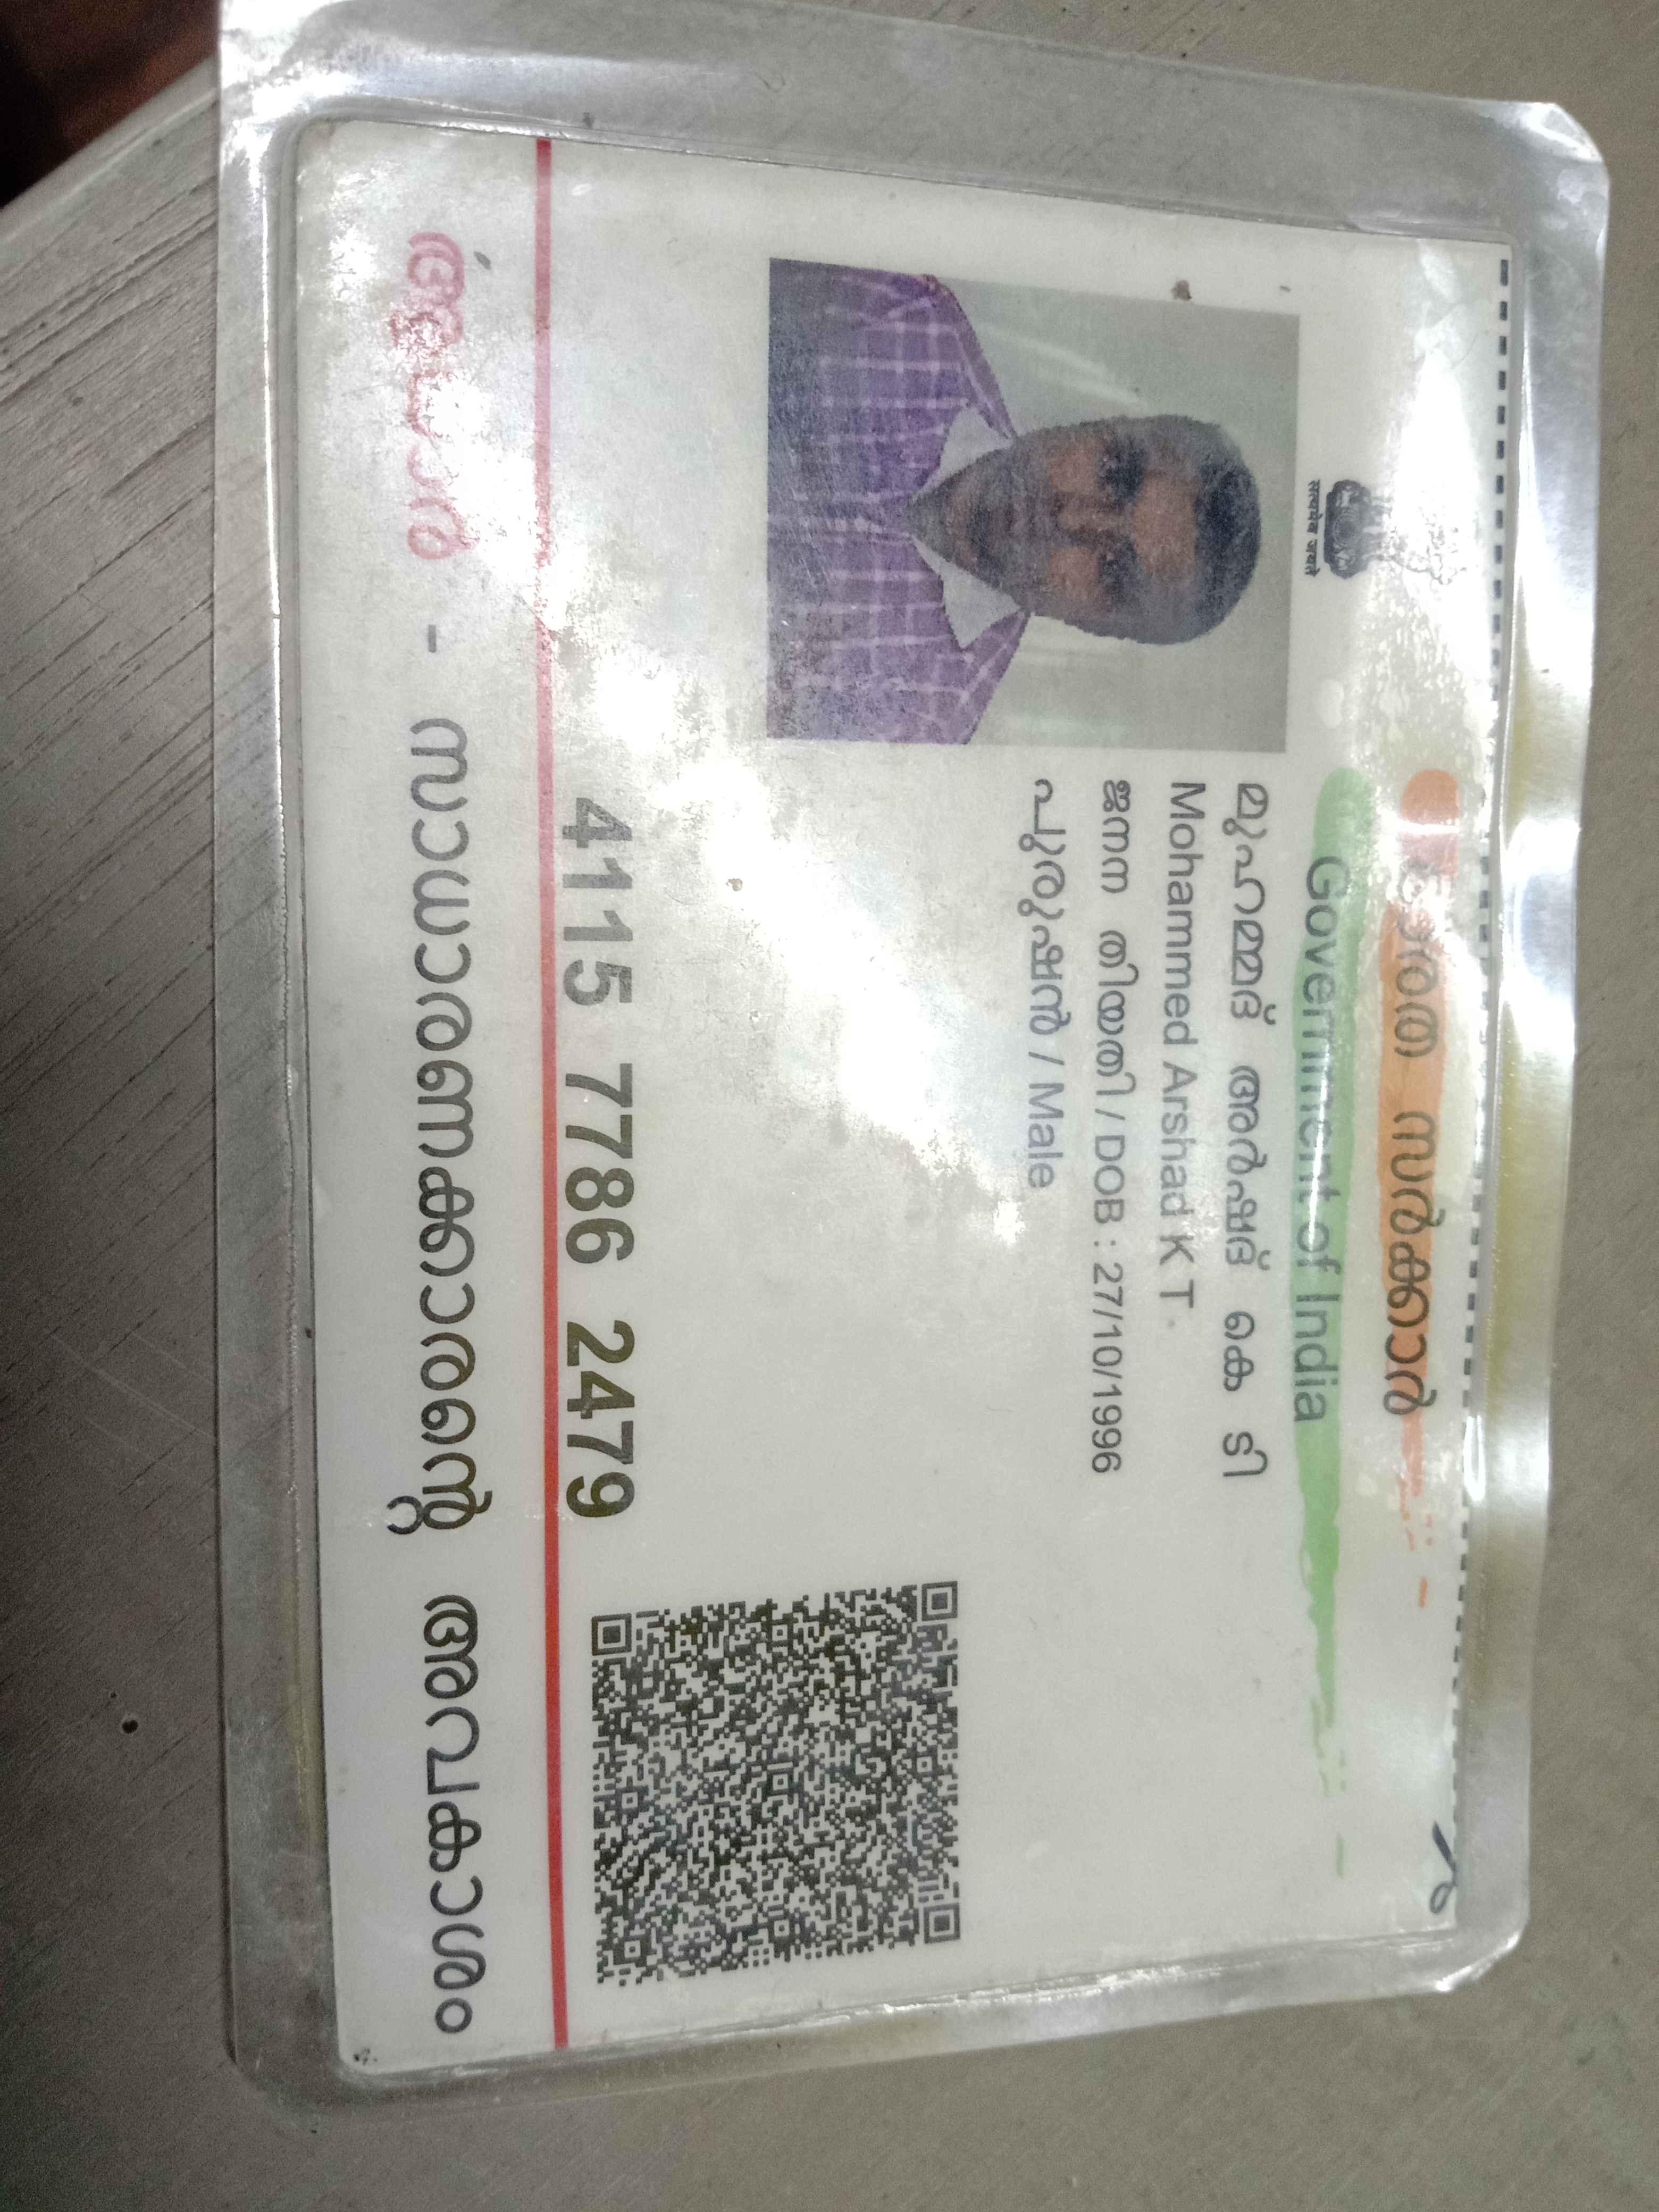 ഭാരത സർക്കാർ
Government of India
सत्यमेव जयते
മുഹമ്മദ് അർഷദ് കെ ടി
Mohammed Arshad K T
ജനന തിയതി / DOB : 27/10/1996
പുരുഷൻ / Male
4115 7786 2479
ആധാർ - സാധാരണക്കാരന്റെ അവകാശം